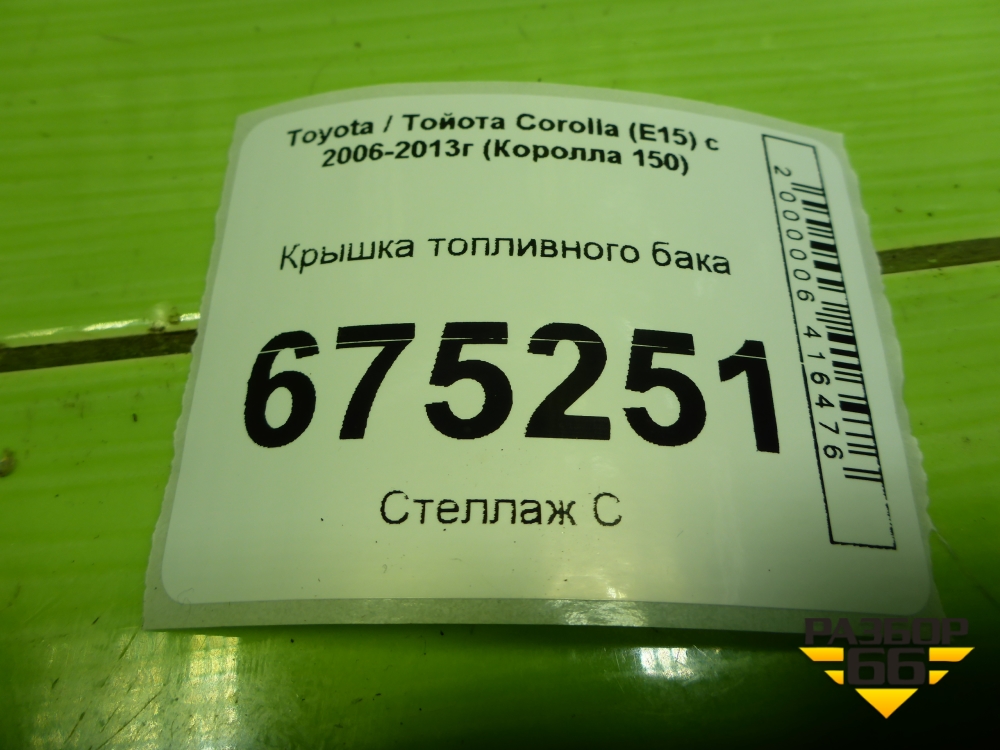 Toyota / Тойота Corolla (E15) с
2006-2013г (Королла 150)
Крышка топливного бака
675251
Стеллаж С
2000006416476
РАЗБОР
66